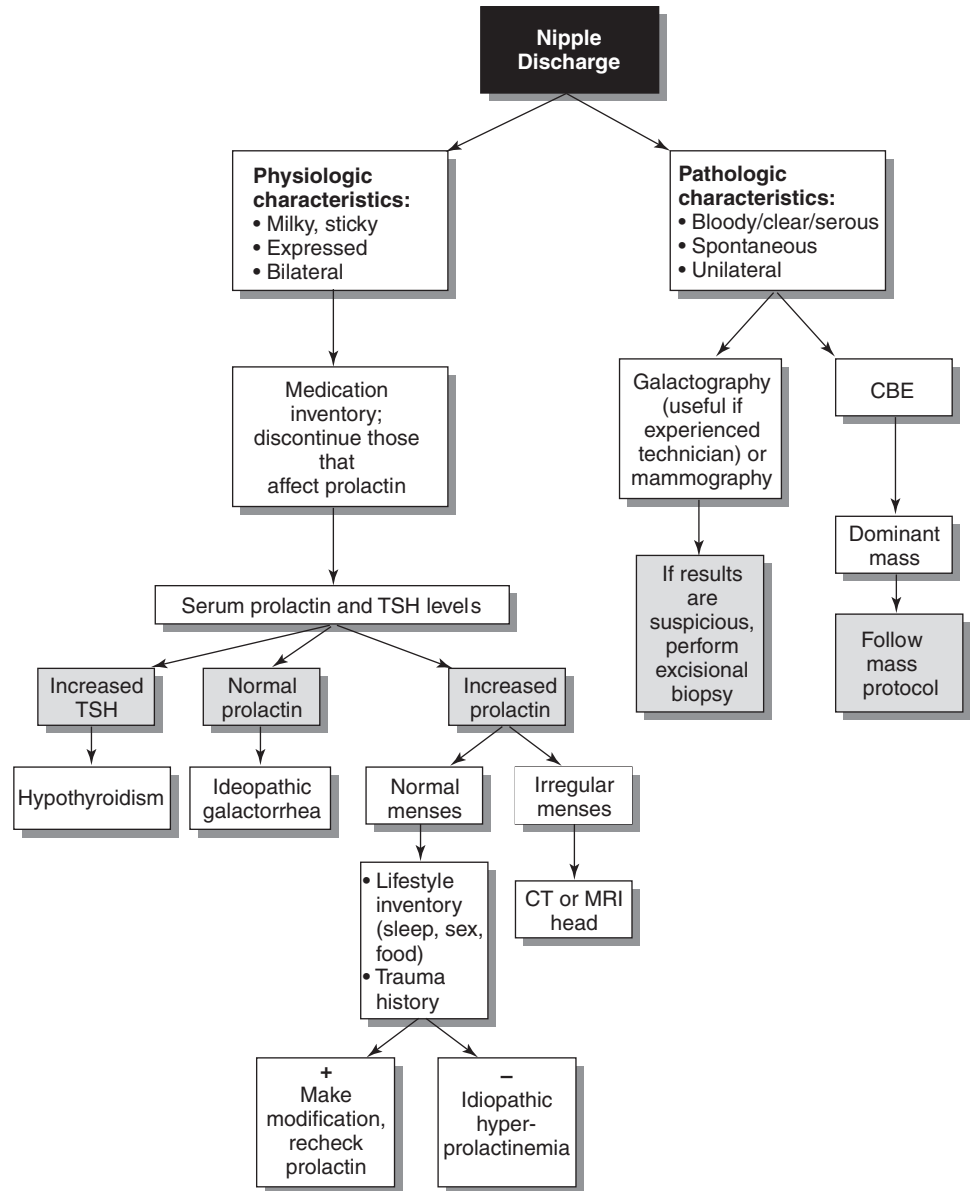 Nipple
Discharge
Physiologic
characteristics:
• Milky, sticky
• Expressed
• Bilateral
Pathologic
characteristics:
• Bloody/clear/serous
• Spontaneous
• Unilateral
Medication
inventory;
discontinue those
that
affect prolactin
Galactography
(useful if
experienced
technician) or
mammography
CBE
Dominant
mass
If results
are
suspicious,
perform
excisional
biopsy
Follow
mass
protocol
Serum prolactin and TSH levels
Increased
TSH
Normal
prolactin
Increased
prolactin
Hypothyroidism
Ideopathic
galactorrhea
Normal
menses
Irregular
menses
• Lifestyle
inventory
(sleep, sex,
food)
• Trauma
history
CT or MRI
head
+
Make
modification,
recheck
prolactin
–
Idiopathic
hyper-
prolactinemia